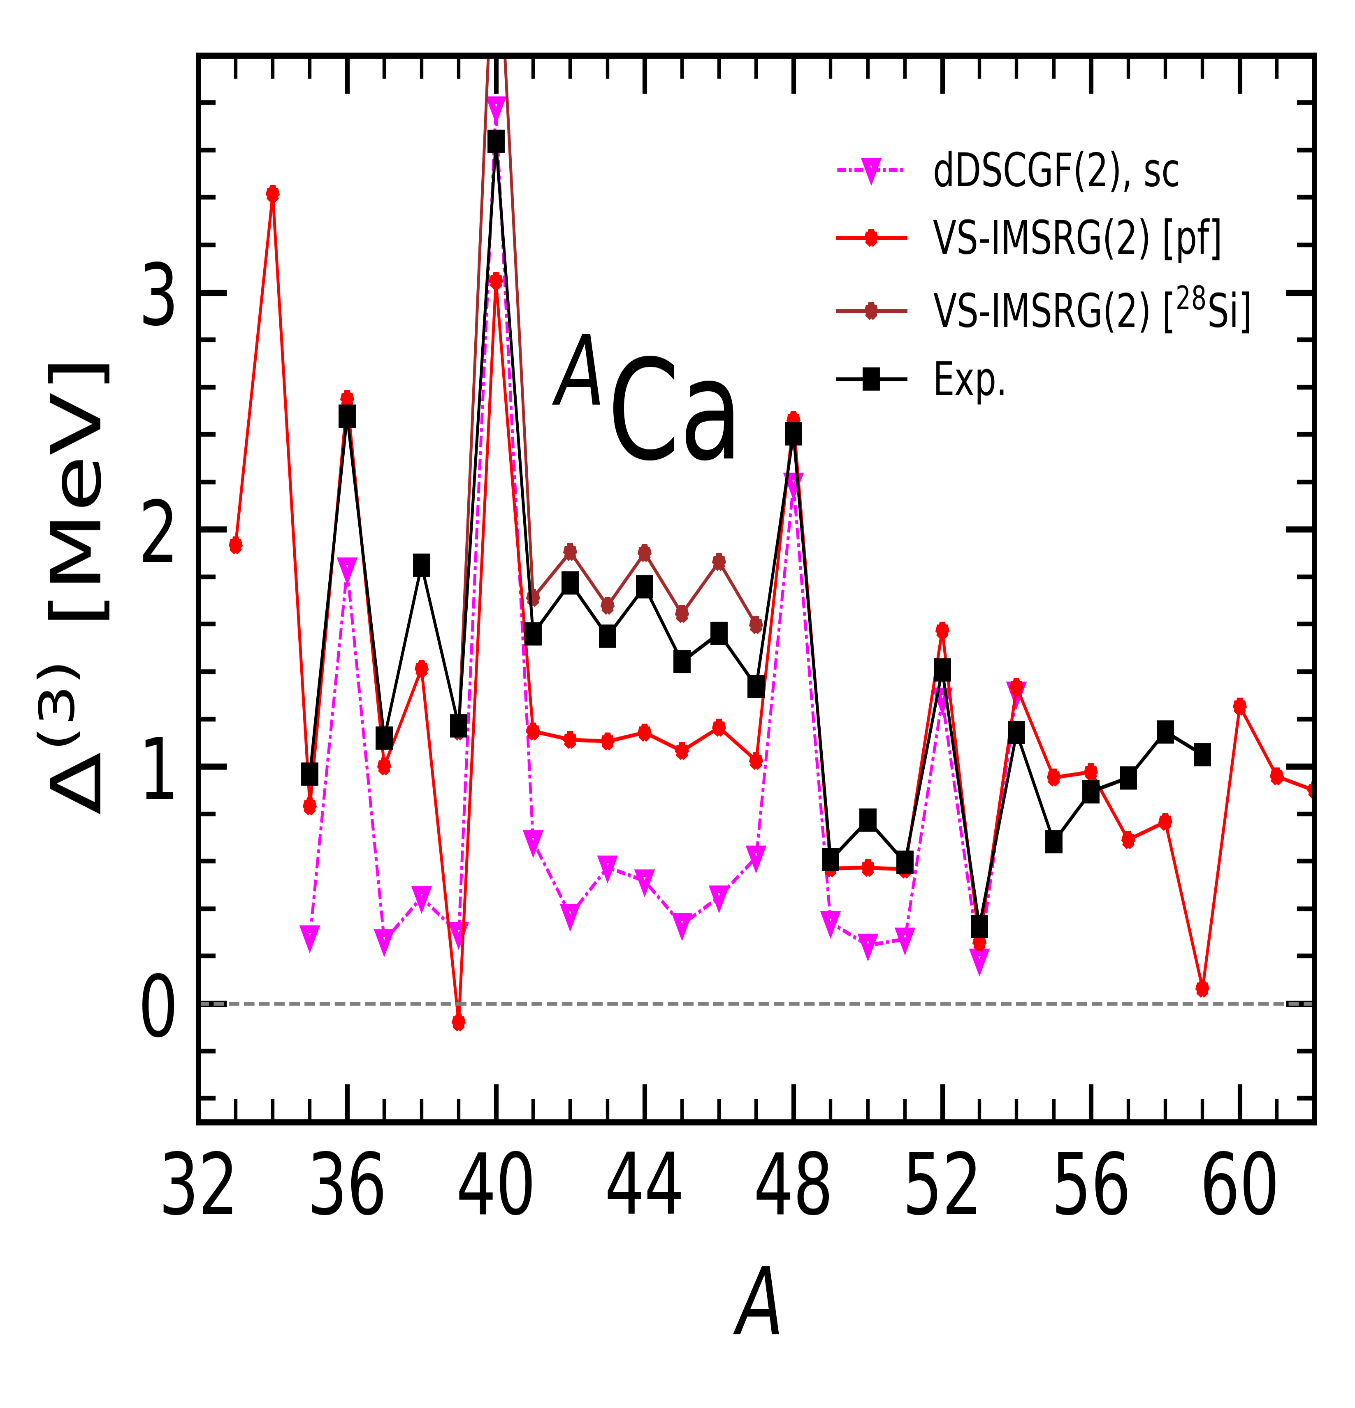 dDSCGF(2), sc
VS-IMSRG(2) [pf]
VS-IMSRG(2) [²⁸Si]
Exp.
ᴬCa
Δ⁽³⁾ [MeV]
3
2
1
0
32 36 40 44 48 52 56 60
A